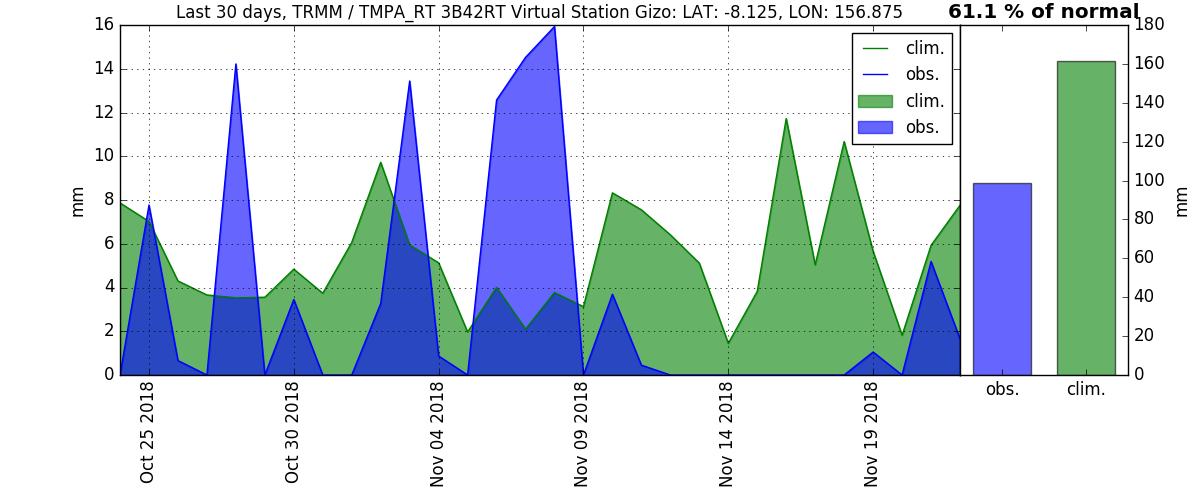 Last 30 days, TRMM / TMPA_RT 3B42RT Virtual Station Gizo: LAT: -8.125, LON: 156.875
61.1 % of normal
16
14
12
10
8
6
4
2
0
mm
clim.
obs.
clim.
obs.
Oct 25 2018
Oct 30 2018
Nov 04 2018
Nov 09 2018
Nov 14 2018
Nov 19 2018
180
160
140
120
100
80
60
40
20
0
mm
obs.
clim.